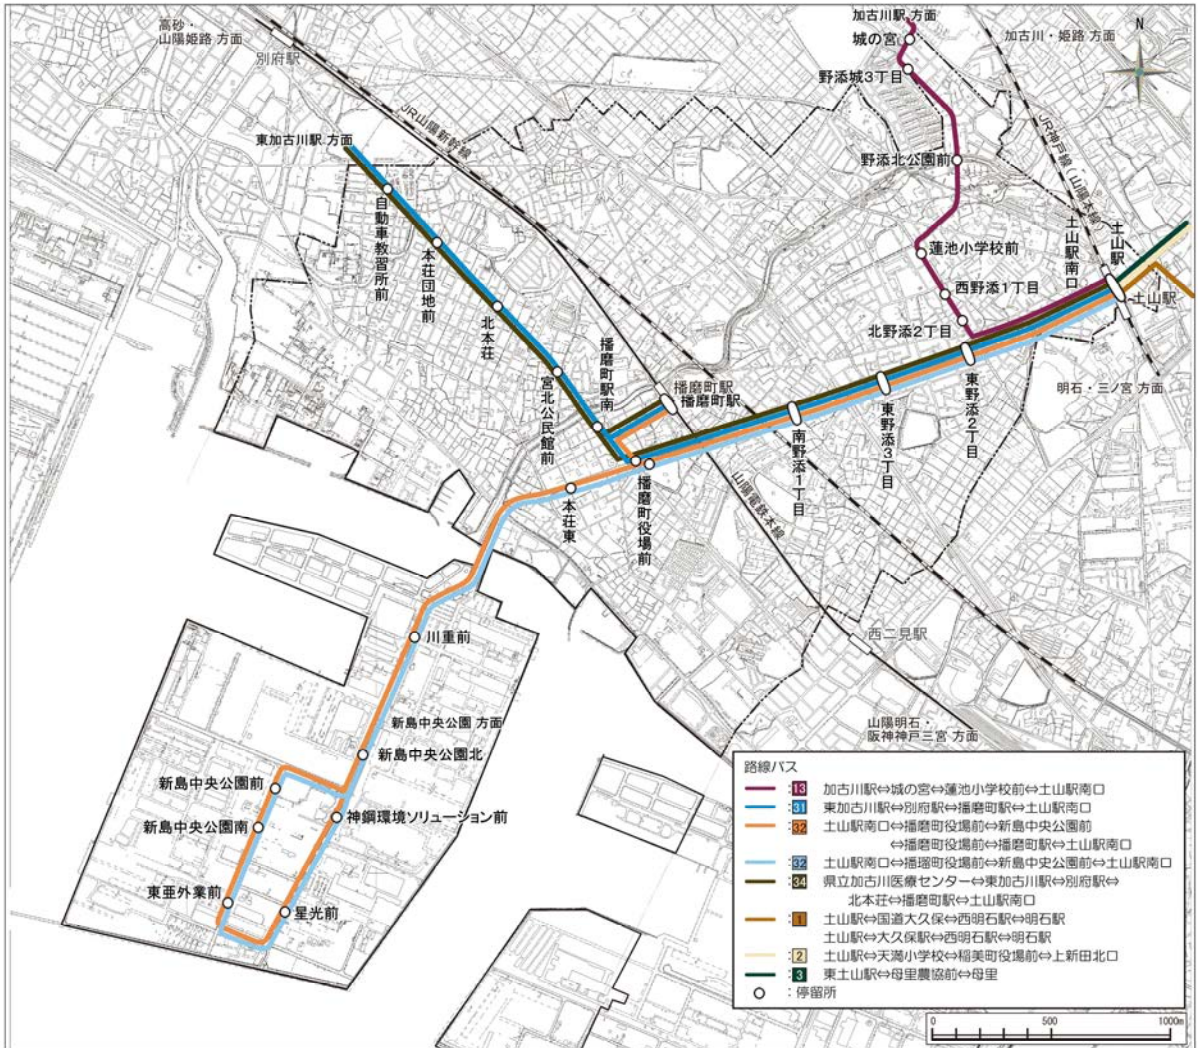 高砂・
山陽姫路 方面
別府駅
JR山陽新幹線
加古川駅 方面
城の宮
加古川・姫路 方面
N
野添城3丁目
東加古川駅 方面
野添北公園前
JR神戸線(山陽本線)
自動車教習所前
本荘団地前
北本荘
宮北公民館前
播磨町駅南
播磨町駅
播磨町駅
蓮池小学校前
西野添1丁目
北野添2丁目
土山駅南口
土山駅
土山駅
明石・三ノ宮 方面
東野添2丁目
東野添3丁目
南野添1丁目
播磨町役場前
本荘東
山陽電鉄本線
西二見駅
山陽明石・
阪神神戸三宮 方面
川重前
新島中央公園 方面
新島中央公園北
新島中央公園前
神鋼環境ソリューション前
新島中央公園南
東亜外業前
星光前
路線バス
:13 加古川駅⇔城の宮⇔蓮池小学校前⇔土山駅南口
:31 東加古川駅⇔別府駅⇔播磨町駅⇔土山駅南口
:32 土山駅南口⇔播磨町役場前⇔新島中央公園前
⇔播磨町役場前⇔播磨町駅⇔土山駅南口
:32 土山駅南口⇔播瑠町役場前⇔新島中央公園前⇔土山駅南口
:34 県立加古川医療センター⇔東加古川駅⇔別府駅⇔
北本荘⇔播磨町駅⇔土山駅南口
:1 土山駅⇔国道大久保⇔西明石駅⇔明石駅
土山駅⇔大久保駅⇔西明石駅⇔明石駅
:2 土山駅⇔天満小学校⇔稲美町役場前⇔上新田北口
:3 東土山駅⇔母里農協前⇔母里
:停留所
0 500 1000m